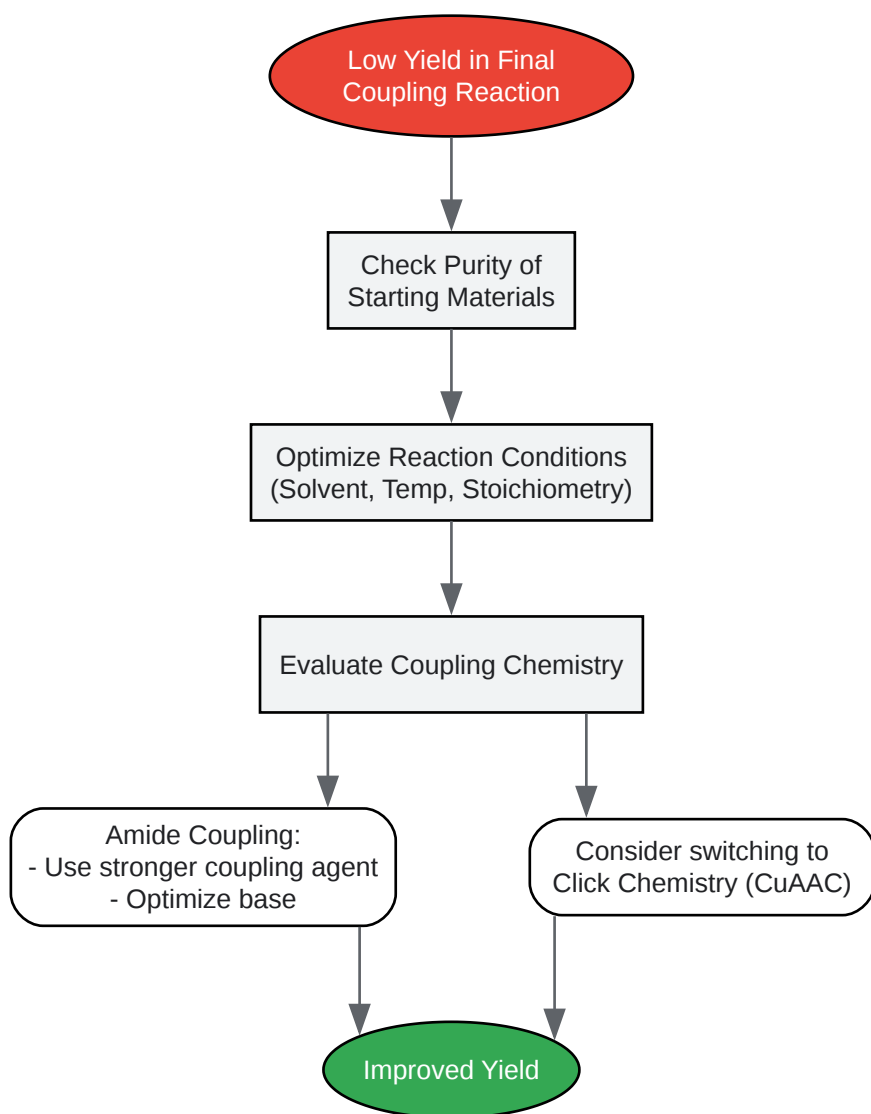 Low Yield in Final
Coupling Reaction
Check Purity of
Starting Materials
Optimize Reaction Conditions
(Solvent, Temp, Stoichiometry)
Evaluate Coupling Chemistry
Amide Coupling:
- Use stronger coupling agent
- Optimize base
Consider switching to
Click Chemistry (CuAAC)
Improved Yield